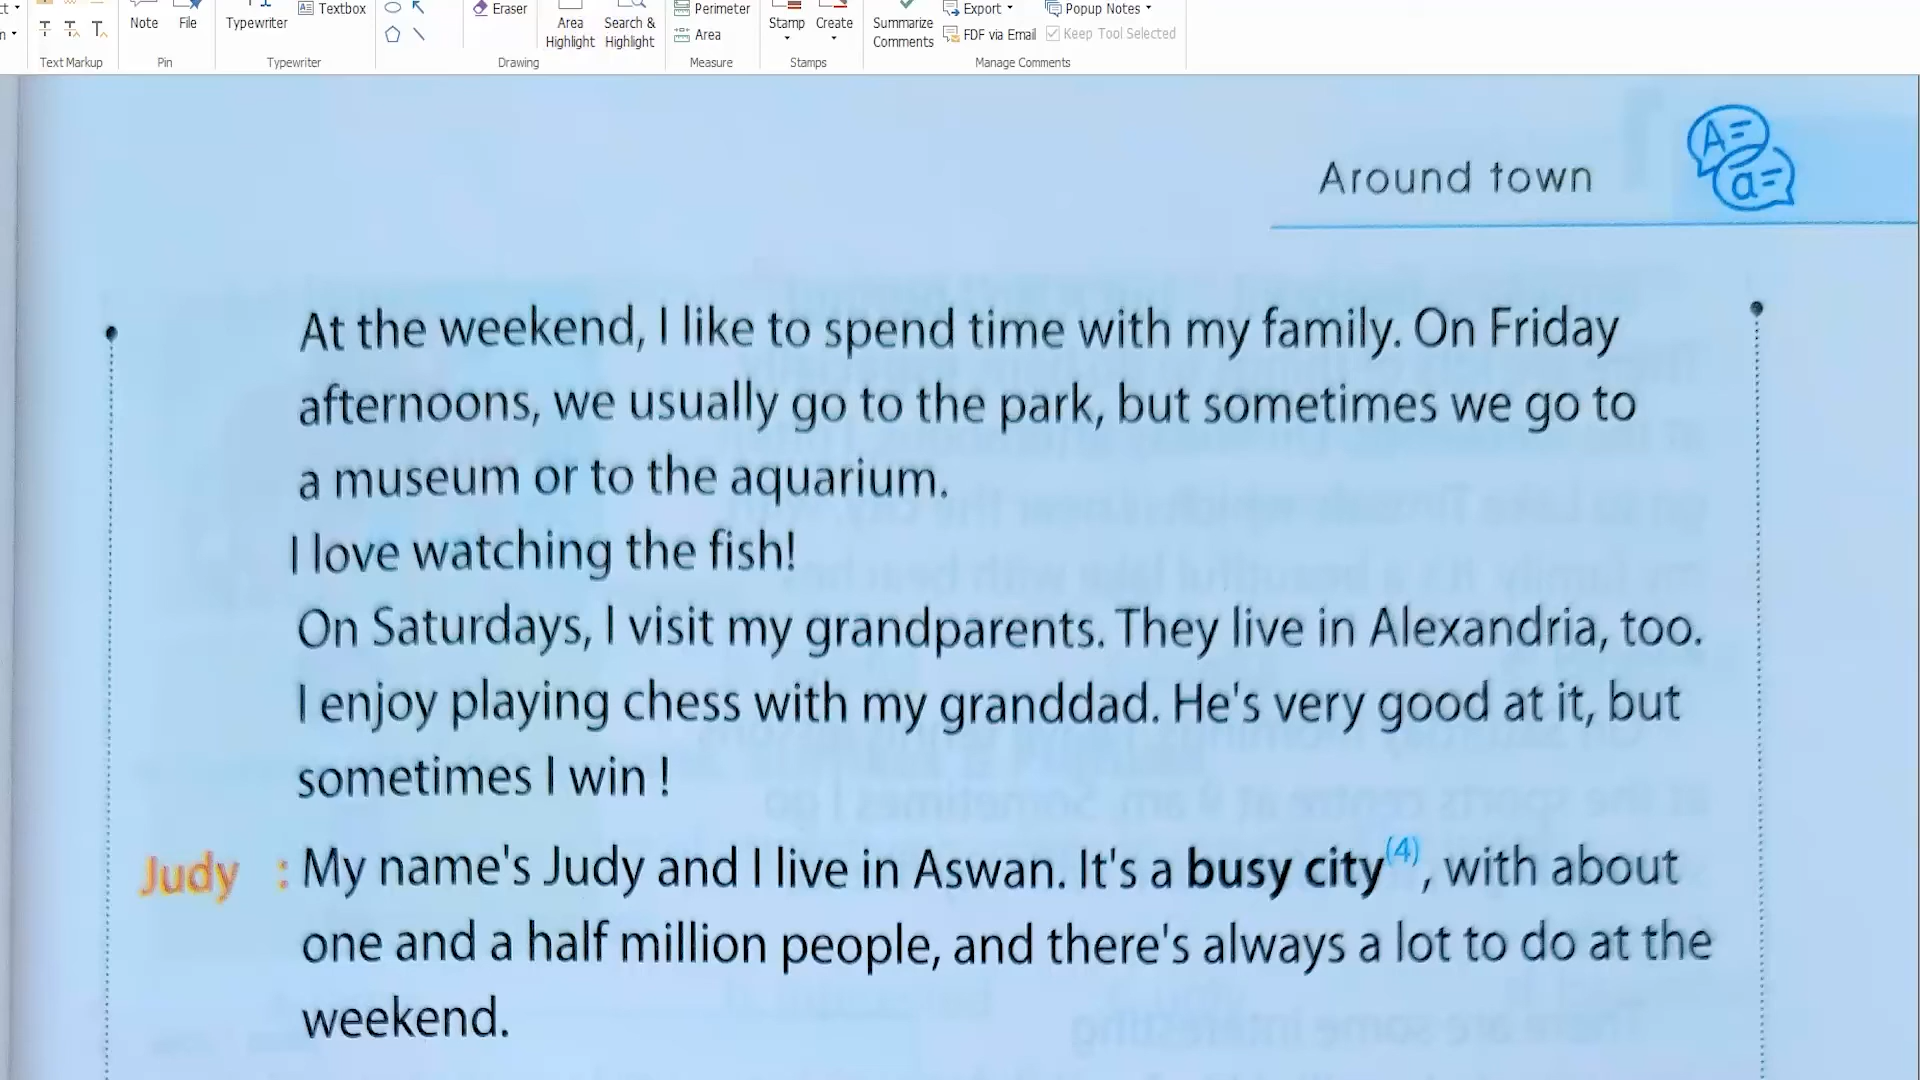 Note
File
Typewriter
Textbox
Eraser
Area
Highlight
Search &
Highlight
Perimeter
Area
Stamp
Create
Summarize
Comments
Export
FDF via Email
Popup Notes
Keep Tool Selected
Text Markup
Pin
Typewriter
Drawing
Measure
Stamps
Manage Comments
Around town
A
a
At the weekend, I like to spend time with my family. On Friday
afternoons, we usually go to the park, but sometimes we go to
a museum or to the aquarium.
I love watching the fish!
On Saturdays, I visit my grandparents. They live in Alexandria, too.
I enjoy playing chess with my granddad. He's very good at it, but
sometimes I win !
Judy : My name's Judy and I live in Aswan. It's a busy city(4), with about
one and a half million people, and there's always a lot to do at the
weekend.